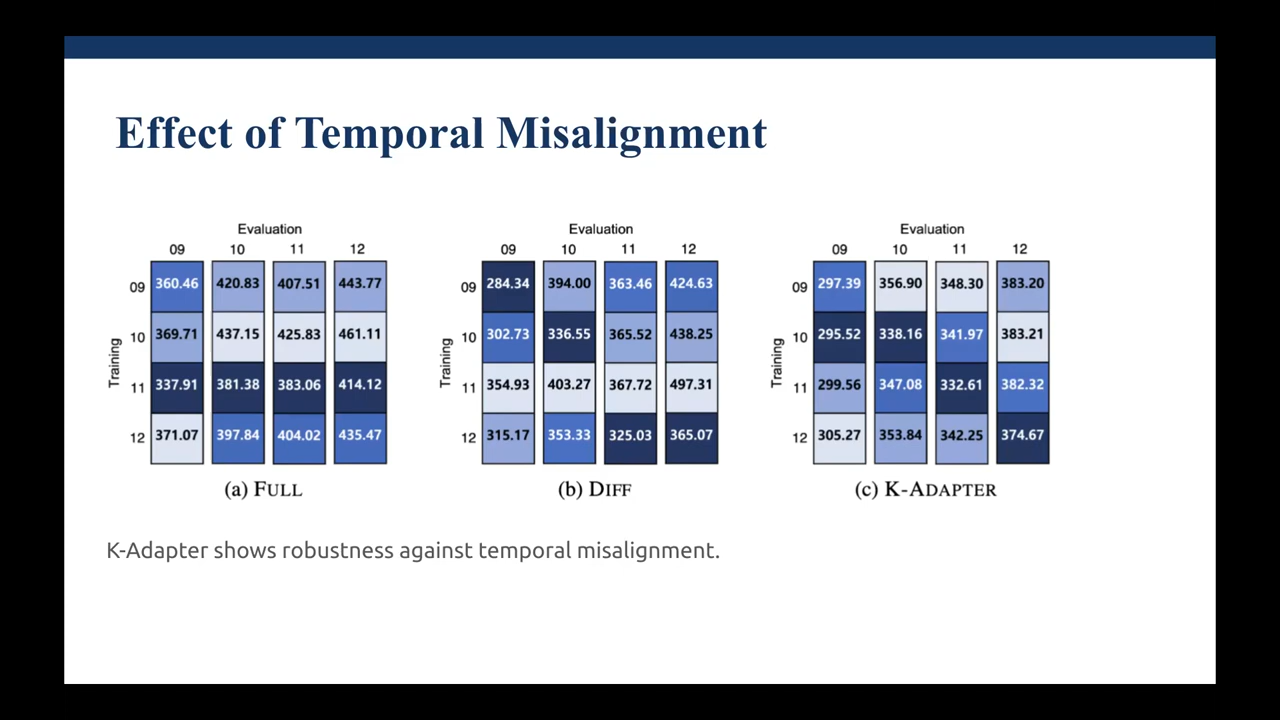 Effect of Temporal Misalignment
Evaluation
09 10 11 12
Training
09 360.46 420.83 407.51 443.77
10 369.71 437.15 425.83 461.11
11 337.91 381.38 383.06 414.12
12 371.07 397.84 404.02 435.47
(a) FULL
Evaluation
09 10 11 12
Training
09 284.34 394.00 363.46 424.63
10 302.73 336.55 365.52 438.25
11 354.93 403.27 367.72 497.31
12 315.17 353.33 325.03 365.07
(b) DIFF
Evaluation
09 10 11 12
Training
09 297.39 356.90 348.30 383.20
10 295.52 338.16 341.97 383.21
11 299.56 347.08 332.61 382.32
12 305.27 353.84 342.25 374.67
(c) K-ADAPTER
K-Adapter shows robustness against temporal misalignment.